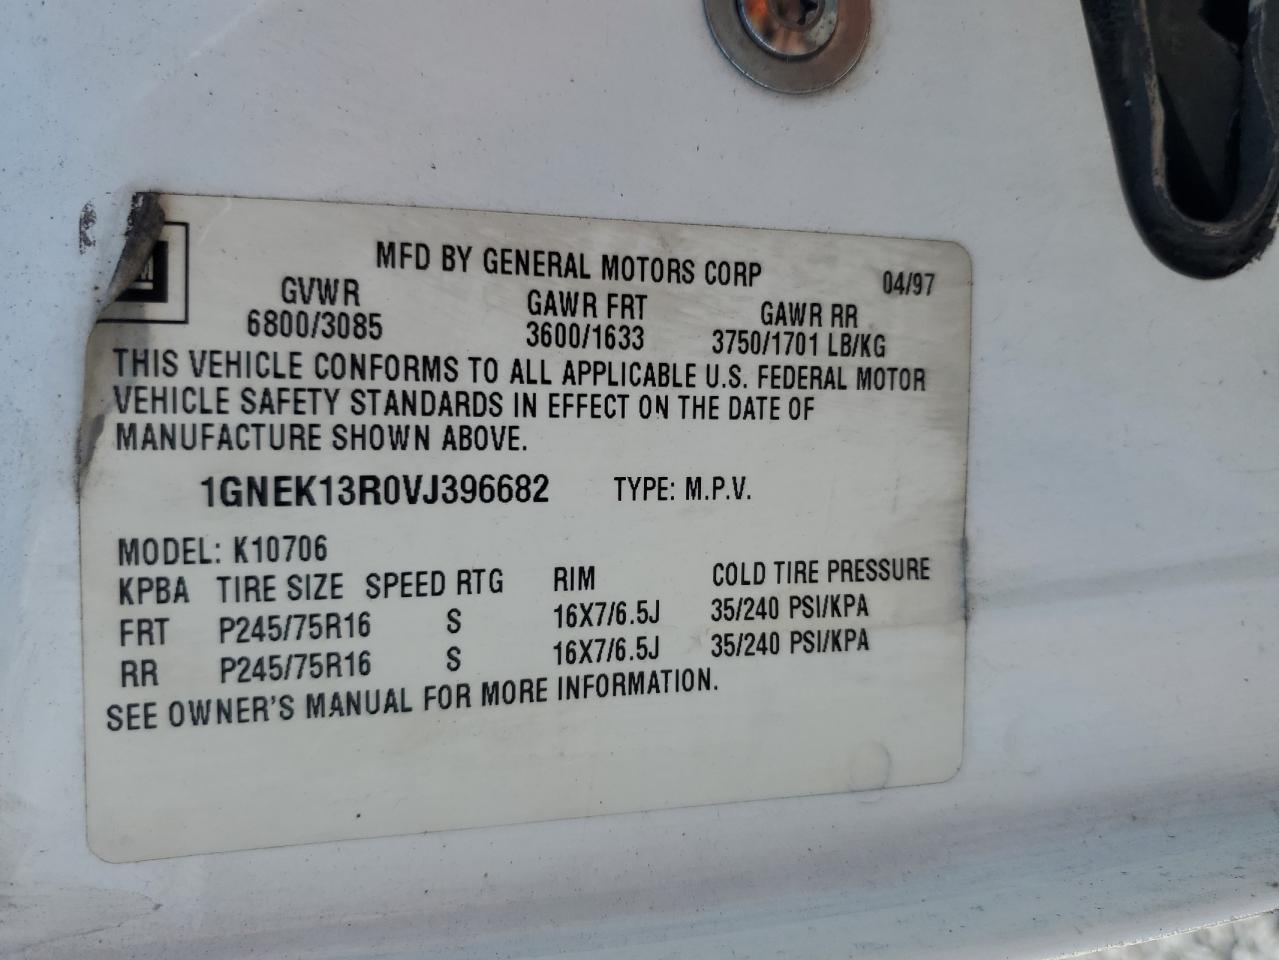 M
MFD BY GENERAL MOTORS CORP 04/97
GVWR GAWR FRT GAWR RR
6800/3085 3600/1633 3750/1701 LB/KG
THIS VEHICLE CONFORMS TO ALL APPLICABLE U.S. FEDERAL MOTOR
VEHICLE SAFETY STANDARDS IN EFFECT ON THE DATE OF
MANUFACTURE SHOWN ABOVE.
1GNEK13R0VJ396682 TYPE: M.P.V.
MODEL: K10706
KPBA TIRE SIZE SPEED RTG RIM COLD TIRE PRESSURE
FRT P245/75R16 S 16X7/6.5J 35/240 PSI/KPA
RR P245/75R16 S 16X7/6.5J 35/240 PSI/KPA
SEE OWNER'S MANUAL FOR MORE INFORMATION.